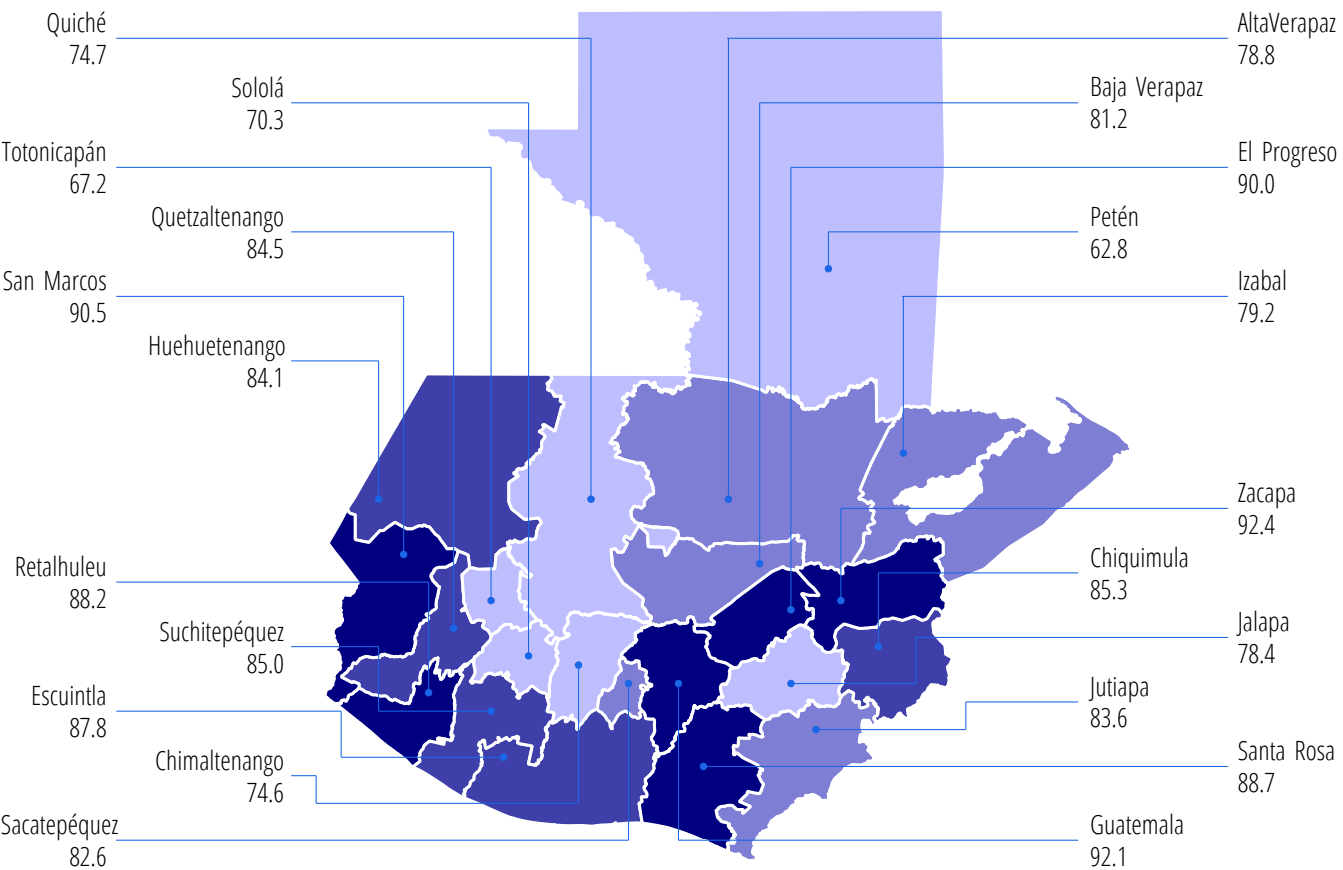 Quiché
74.7
Sololá
70.3
Totonicapán
67.2
Quetzaltenango
84.5
San Marcos
90.5
Huehuetenango
84.1
Retalhuleu
88.2
Suchitepéquez
85.0
Escuintla
87.8
Chimaltenango
74.6
Sacatepéquez
82.6
AltaVerapaz
78.8
Baja Verapaz
81.2
El Progreso
90.0
Petén
62.8
Izabal
79.2
Zacapa
92.4
Chiquimula
85.3
Jalapa
78.4
Jutiapa
83.6
Santa Rosa
88.7
Guatemala
92.1